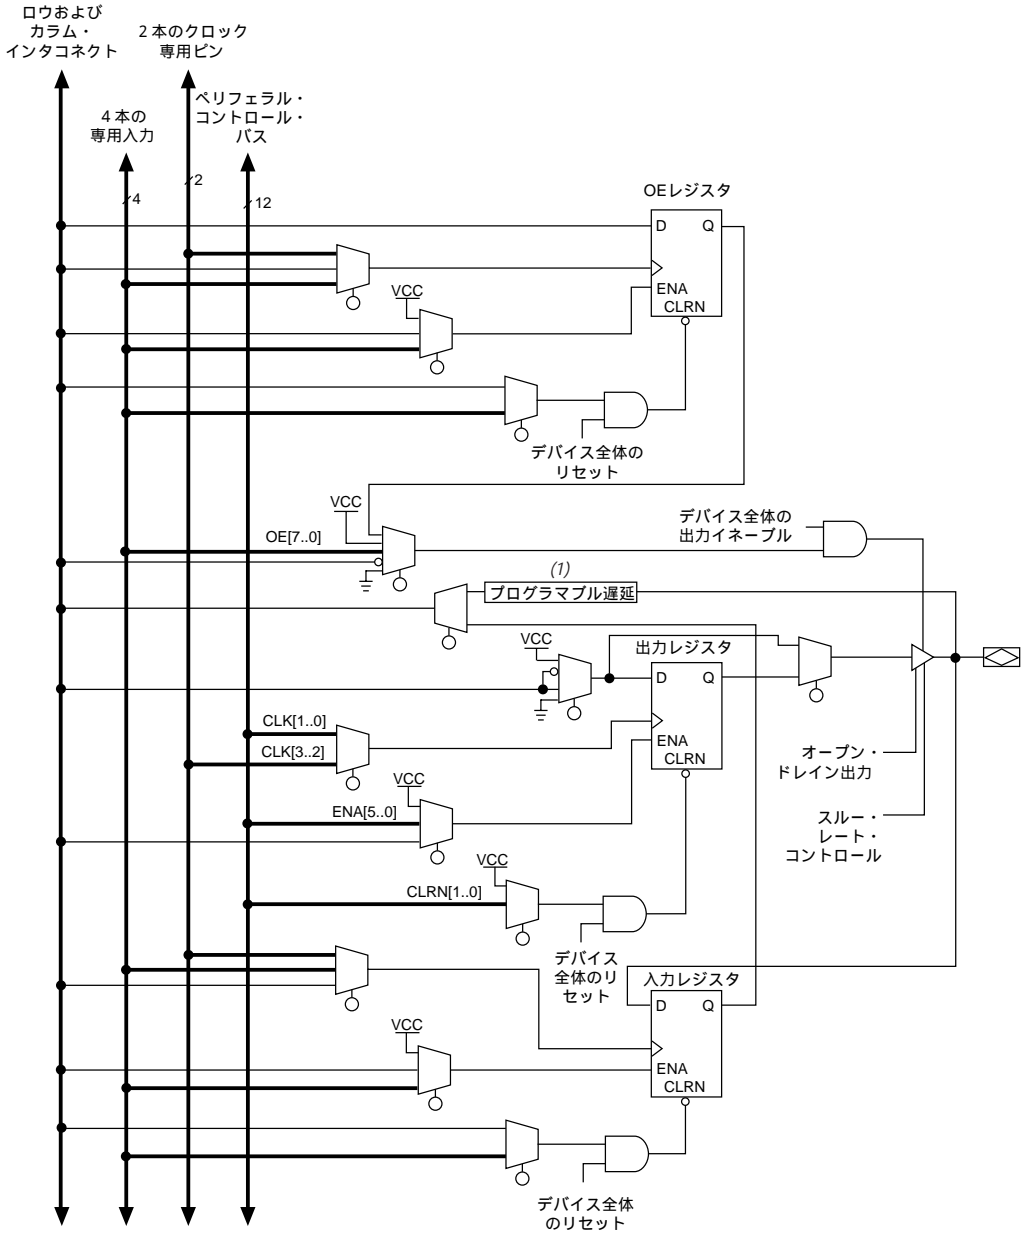 ロウおよび
カラム・
インタコネクト
2 本のクロック
専用ピン
4 本の
専用入力
ペリフェラル・
コントロール・
バス
2
4
12
OEレジスタ
D
Q
ENA
CLRN
VCC
デバイス全体の
リセット
VCC
OE[7..0]
デバイス全体の
出力イネーブル
(1)
プログラマブル遅延
VCC
出力レジスタ
D
Q
ENA
CLRN
CLK[1..0]
CLK[3..2]
オープン・
ドレイン出力
VCC
ENA[5..0]
スルー・
レート・
コントロール
VCC
CLRN[1..0]
デバイス
全体のリ
セット
入力レジスタ
D
Q
ENA
CLRN
VCC
デバイス全体
のリセット